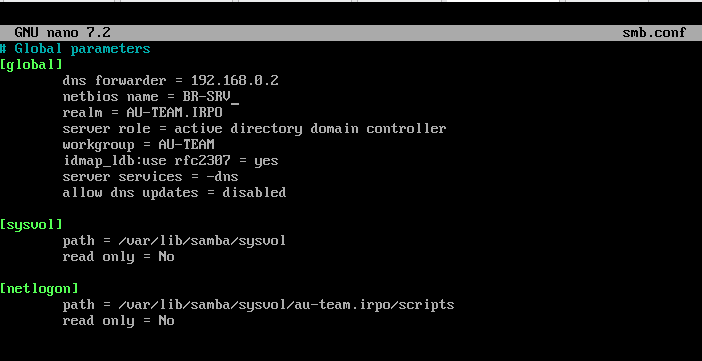 GNU nano 7.2 smb.conf
# Global parameters
[global]
dns forwarder = 192.168.0.2
netbios name = BR-SRV_
realm = AU-TEAM.IRPO
server role = active directory domain controller
workgroup = AU-TEAM
idmap_ldb:use rfc2307 = yes
server services = -dns
allow dns updates = disabled
[sysvol]
path = /var/lib/samba/sysvol
read only = No
[netlogon]
path = /var/lib/samba/sysvol/au-team.irpo/scripts
read only = No